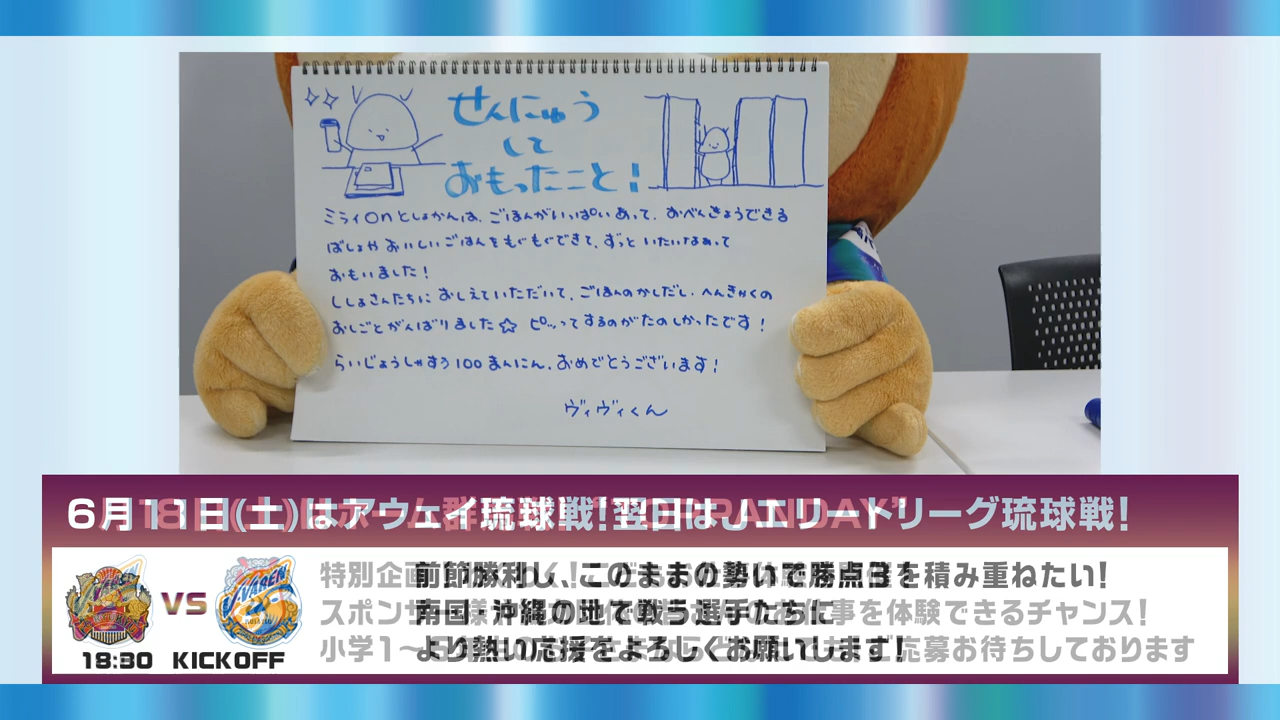 せんにゅう
して
おもったこと!
ミライOnとしょかんは、ごほんがいっぱいあって、おべんきょうできる
ばしょや おいしいごはんをもぐもぐできて、ずっと いたいなあって
おもいました!
ししょさんたちに おしえていただいて、ごほんのかしだし・へんきゃくの
おしごとがんばりました☆ ピッってするのがたのしかったです!
らいじょうしゃすう100まんにん、おめでとうございます!
ヴィヴィくん
6月11日(土)はアウェイ琉球戦!翌日はJエリートリーグ琉球戦!
前節勝利し、このままの勢いで勝点3を積み重ねたい!
南国・沖縄の地で戦う選手たちに
より熱い応援をよろしくお願いします!
VS
18:30 KICKOFF